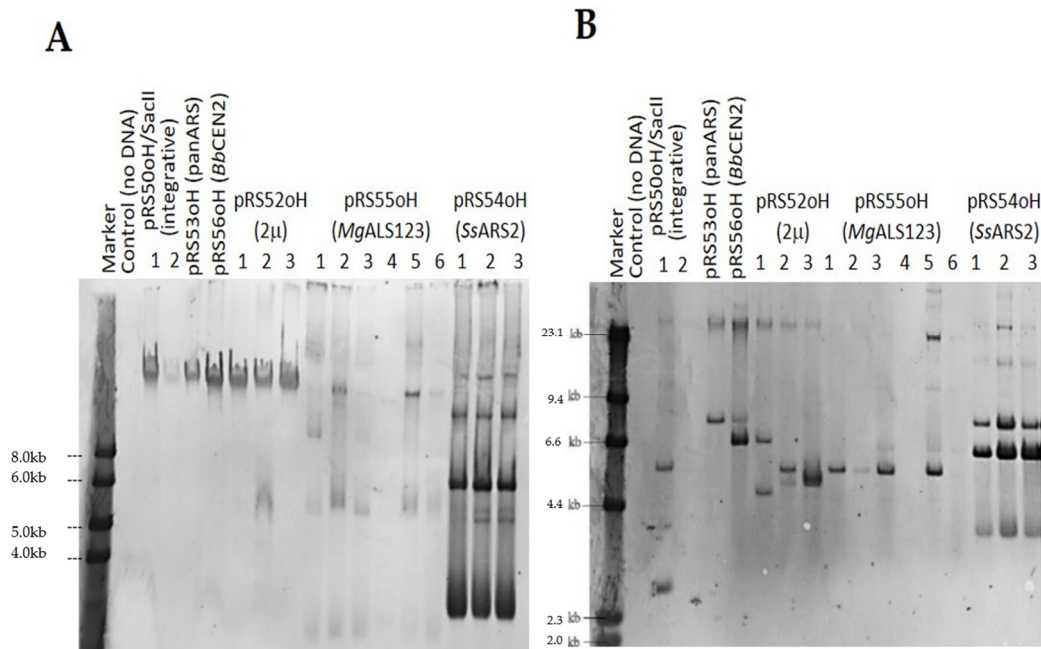 A
Marker
Control (no DNA)
pRS50oH/SacII
(integrative)
pRS53oH (panARS)
pRS56oH (BbCEN2)
pRS52oH
(2µ)
pRS55oH
(MgALS123)
pRS54oH
(SsARS2)
1 2 1 2 3 1 2 3 4 5 6 1 2 3
8.0kb
6.0kb
5.0kb
4.0kb
B
Marker
Control (no DNA)
pRS50oH/SacII
(integrative)
pRS53oH (panARS)
pRS56oH (BbCEN2)
pRS52oH
(2µ)
pRS55oH
(MgALS123)
pRS54oH
(SsARS2)
1 2 1 2 3 1 2 3 4 5 6 1 2 3
23.1 kb
9.4 kb
6.6 kb
4.4 kb
2.3 kb
2.0 kb